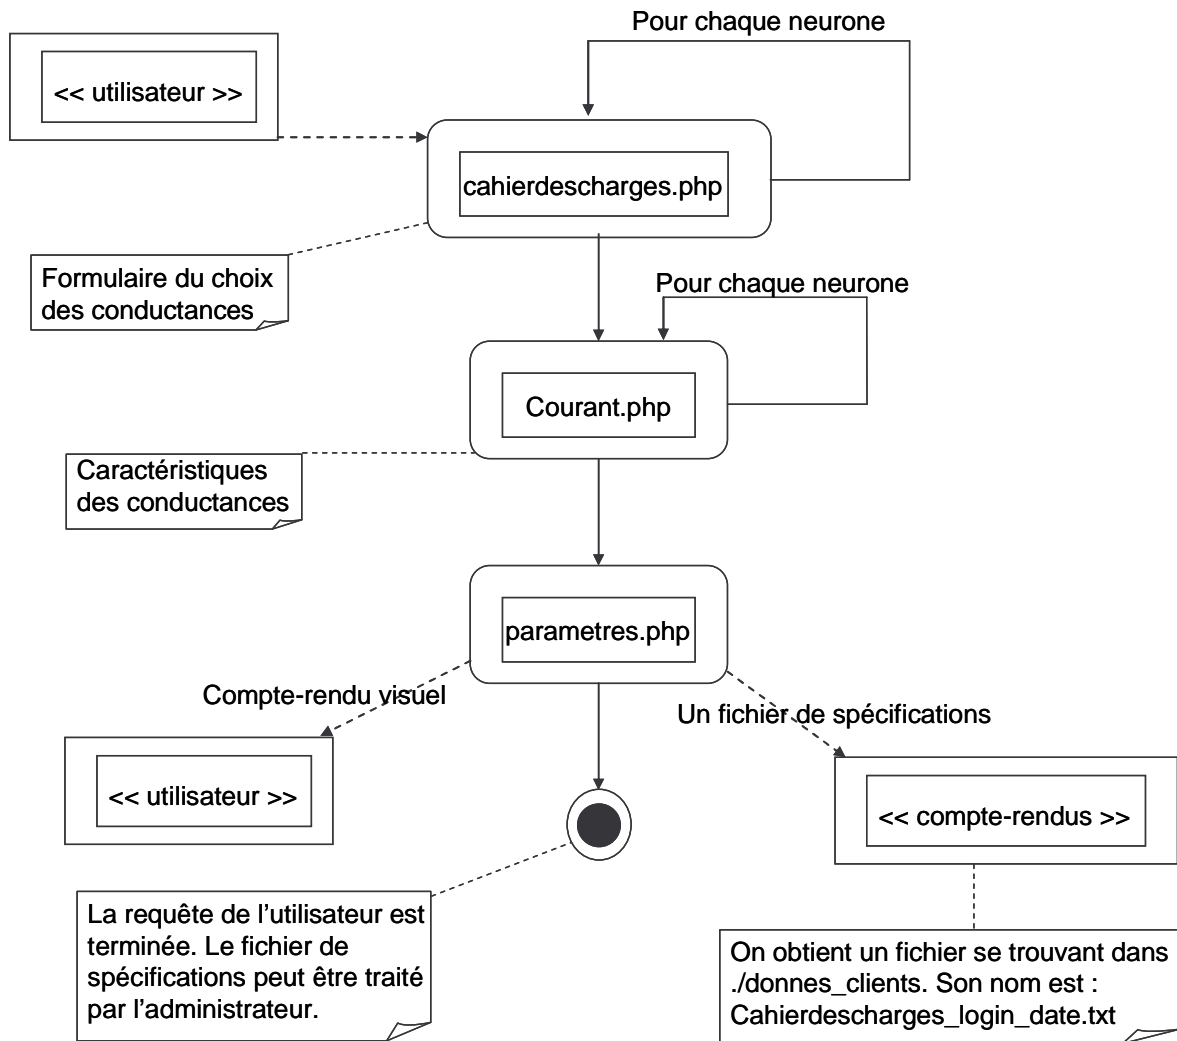 Pour chaque neurone
<< utilisateur >>
cahierdescharges.php
Formulaire du choix
des conductances
Pour chaque neurone
Courant.php
Caractéristiques
des conductances
parametres.php
Compte-rendu visuel
Un fichier de spécifications
<< utilisateur >>
<< compte-rendus >>
La requête de l’utilisateur est
terminée. Le fichier de
spécifications peut être traité
par l’administrateur.
On obtient un fichier se trouvant dans
./donnes_clients. Son nom est :
Cahierdescharges_login_date.txt